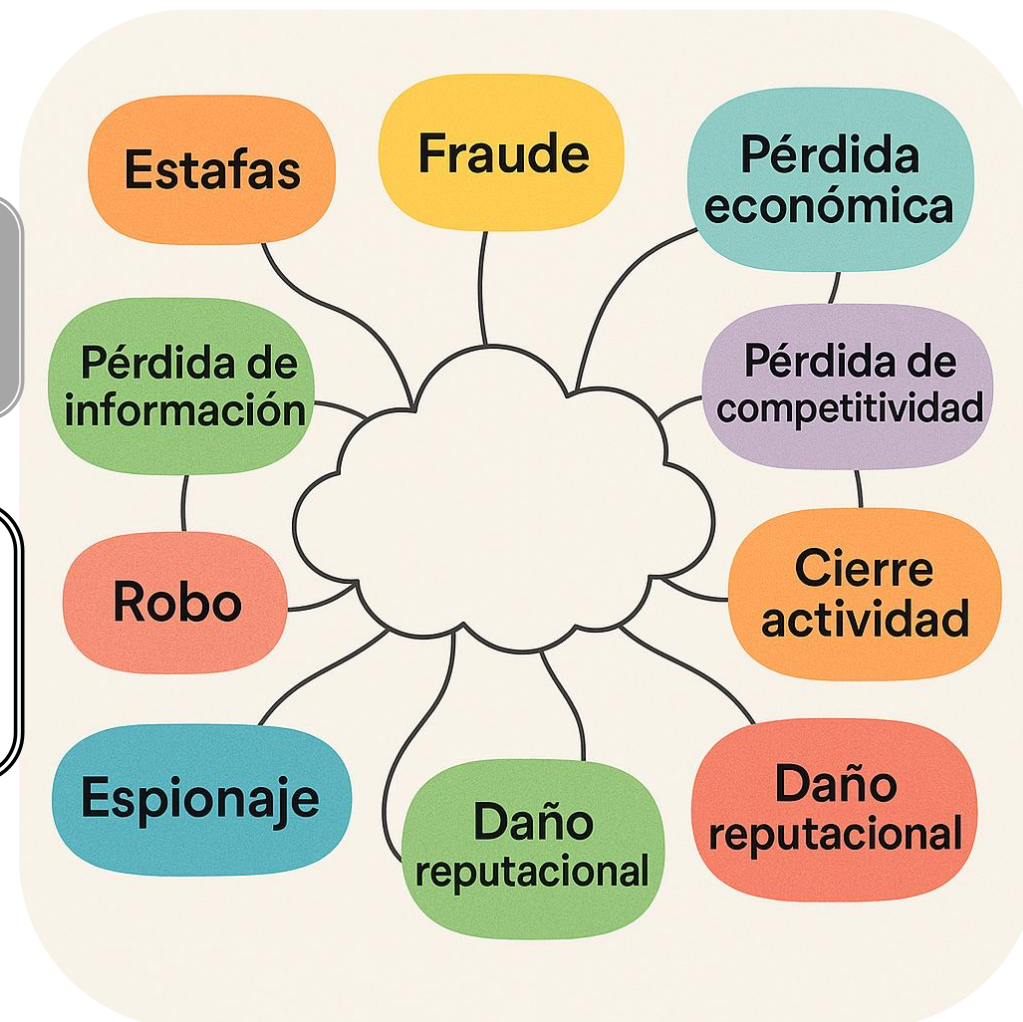 Estafas
Fraude
Pérdida
económica
Pérdida de
información
Pérdida de
competitividad
Robo
Cierre
actividad
Espionaje
Daño
reputacional
Daño
reputacional